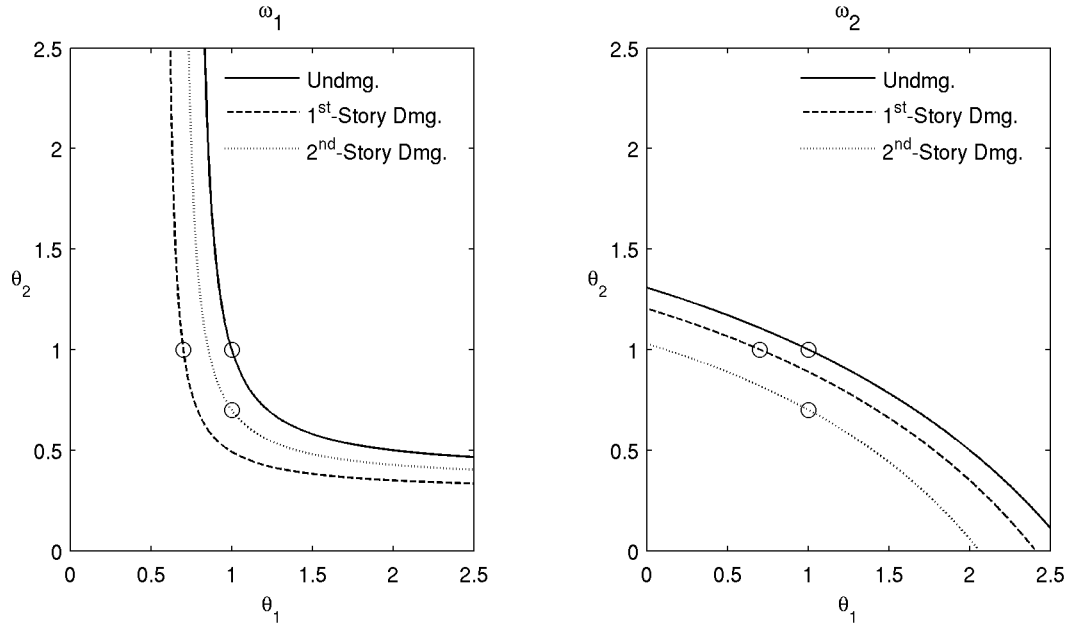 ω1
2.5
2
1.5
1
0.5
0
θ2
0 0.5 1 1.5 2 2.5
θ1
Undmg.
1st-Story Dmg.
2nd-Story Dmg.
ω2
2.5
2
1.5
1
0.5
0
θ2
0 0.5 1 1.5 2 2.5
θ1
Undmg.
1st-Story Dmg.
2nd-Story Dmg.